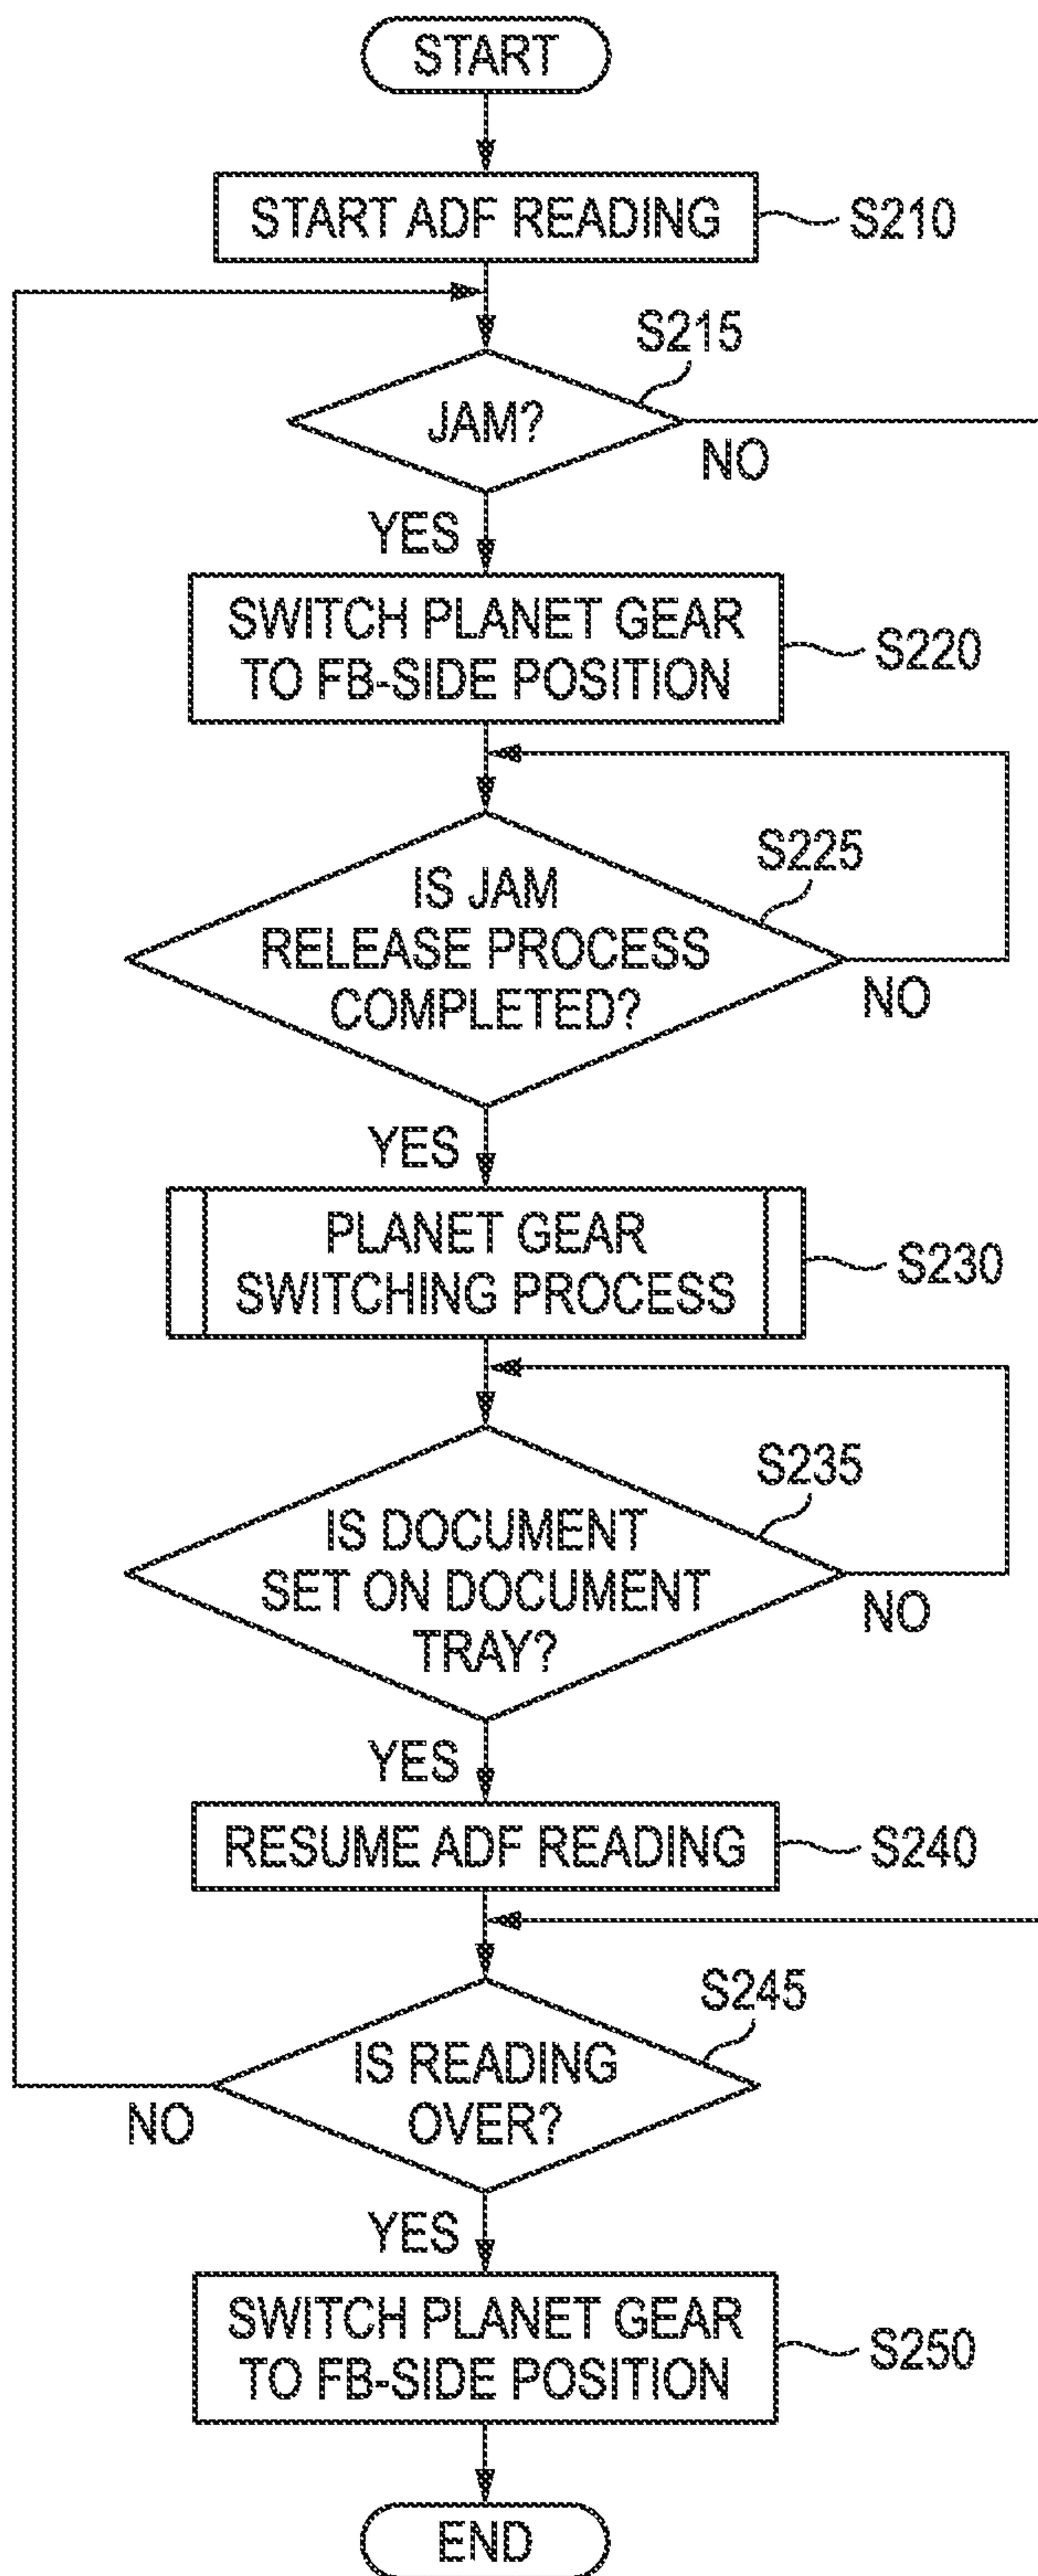 START
START ADF READING
S210
S215
JAM?
NO
YES
SWITCH PLANET GEAR
TO FB-SIDE POSITION
S220
S225
IS JAM
RELEASE PROCESS
COMPLETED?
NO
YES
PLANET GEAR
SWITCHING PROCESS
S230
S235
IS DOCUMENT
SET ON DOCUMENT
TRAY?
NO
YES
RESUME ADF READING
S240
S245
IS READING
OVER?
NO
YES
SWITCH PLANET GEAR
TO FB-SIDE POSITION
S250
END